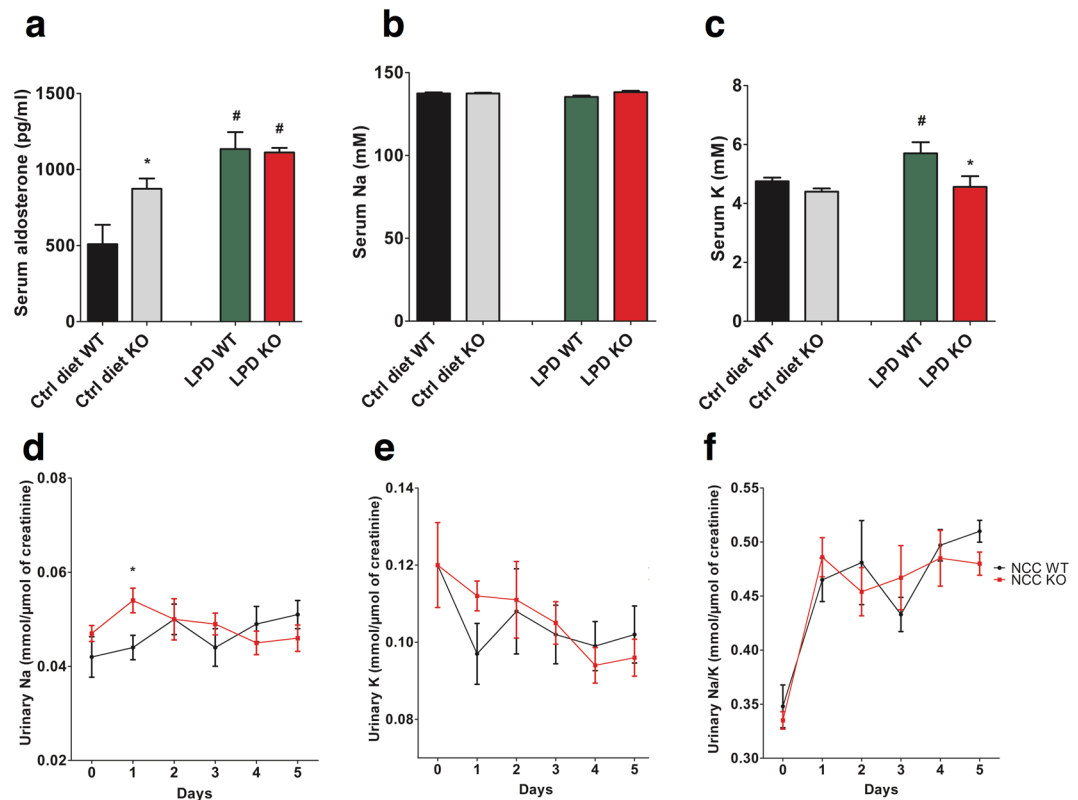 a
b
c
Serum aldosterone (pg/ml)
1500
1000
500
0
#
#
*
Ctrl diet WT
Ctrl diet KO
LPD WT
LPD KO
Serum Na (mM)
150
100
50
0
Ctrl diet WT
Ctrl diet KO
LPD WT
LPD KO
Serum K (mM)
8
6
4
2
0
#
*
Ctrl diet WT
Ctrl diet KO
LPD WT
LPD KO
d
e
f
Urinary Na (mmol/µmol of creatinine)
0.08
0.06
0.04
0.02
*
0 1 2 3 4 5
Days
Urinary K (mmol/µmol of creatinine)
0.14
0.12
0.10
0.08
0 1 2 3 4 5
Days
Urinary Na/K (mmol/µmol of creatinine)
0.55
0.50
0.45
0.40
0.35
0.30
0 1 2 3 4 5
Days
NCC WT
NCC KO